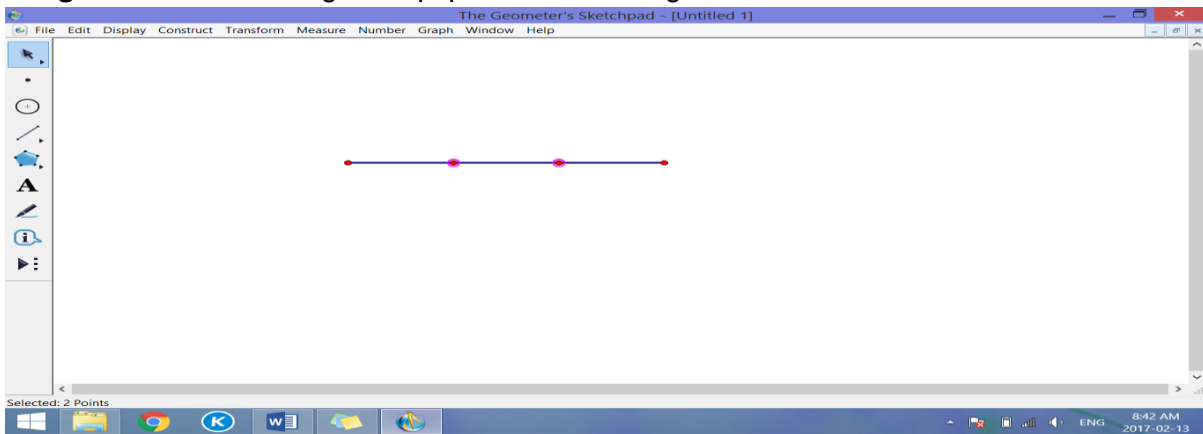 The Geometer's Sketchpad - [Untitled 1]
File Edit Display Construct Transform Measure Number Graph Window Help
A
i
Selected: 2 Points
K
W
ENG
8:42 AM
2017-02-13